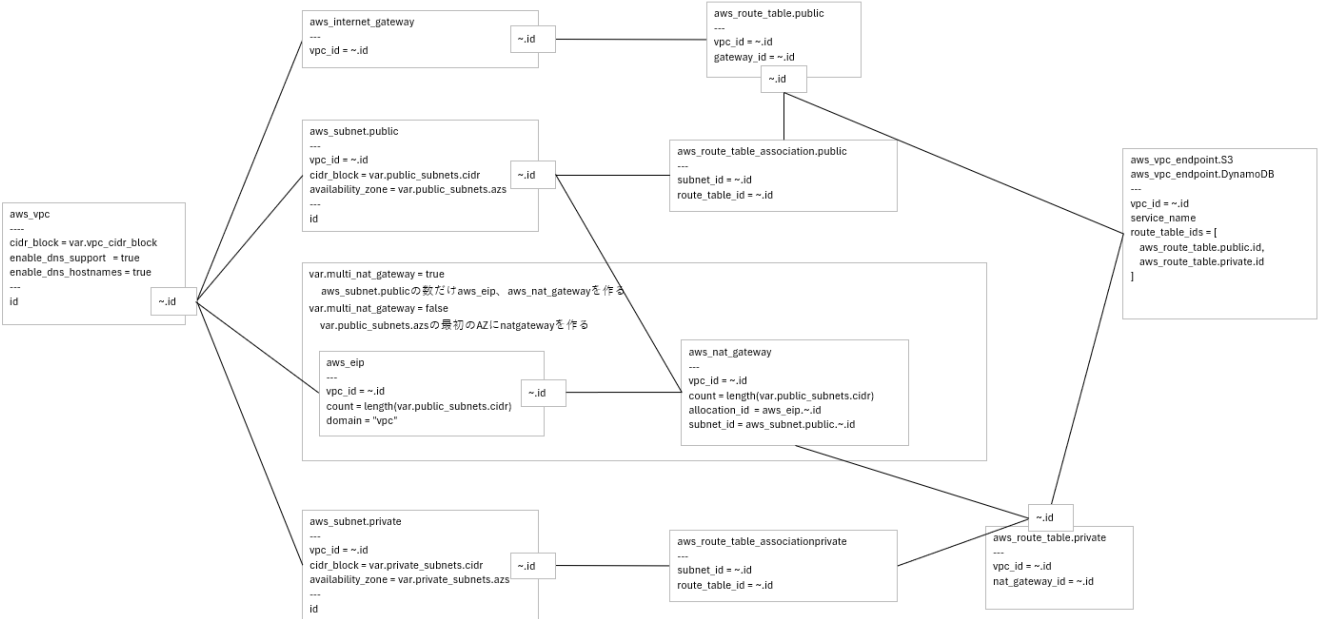 aws_internet_gateway
---
vpc_id = ~.id
~.id
aws_route_table.public
---
vpc_id = ~.id
gateway_id = ~.id
~.id
aws_subnet.public
---
vpc_id = ~.id
cidr_block = var.public_subnets.cidr
availability_zone = var.public_subnets.azs
---
id
~.id
aws_route_table_association.public
---
subnet_id = ~.id
route_table_id = ~.id
aws_vpc_endpoint.S3
aws_vpc_endpoint.DynamoDB
---
vpc_id = ~.id
service_name
route_table_ids = [
aws_route_table.public.id,
aws_route_table.private.id
]
aws_vpc
----
cidr_block = var.vpc_cidr_block
enable_dns_support = true
enable_dns_hostnames = true
---
id
~.id
var.multi_nat_gateway = true
aws_subnet.publicの数だけaws_eip、aws_nat_gatewayを作る
var.multi_nat_gateway = false
var.public_subnets.azsの最初のAZにnatgatewayを作る
aws_eip
---
vpc_id = ~.id
count = length(var.public_subnets.cidr)
domain = "vpc"
~.id
aws_nat_gateway
---
vpc_id = ~.id
count = length(var.public_subnets.cidr)
allocation_id = aws_eip.~.id
subnet_id = aws_subnet.public.~.id
aws_subnet.private
---
vpc_id = ~.id
cidr_block = var.private_subnets.cidr
availability_zone = var.private_subnets.azs
---
id
~.id
aws_route_table_associationprivate
---
subnet_id = ~.id
route_table_id = ~.id
~.id
aws_route_table.private
---
vpc_id = ~.id
nat_gateway_id = ~.id